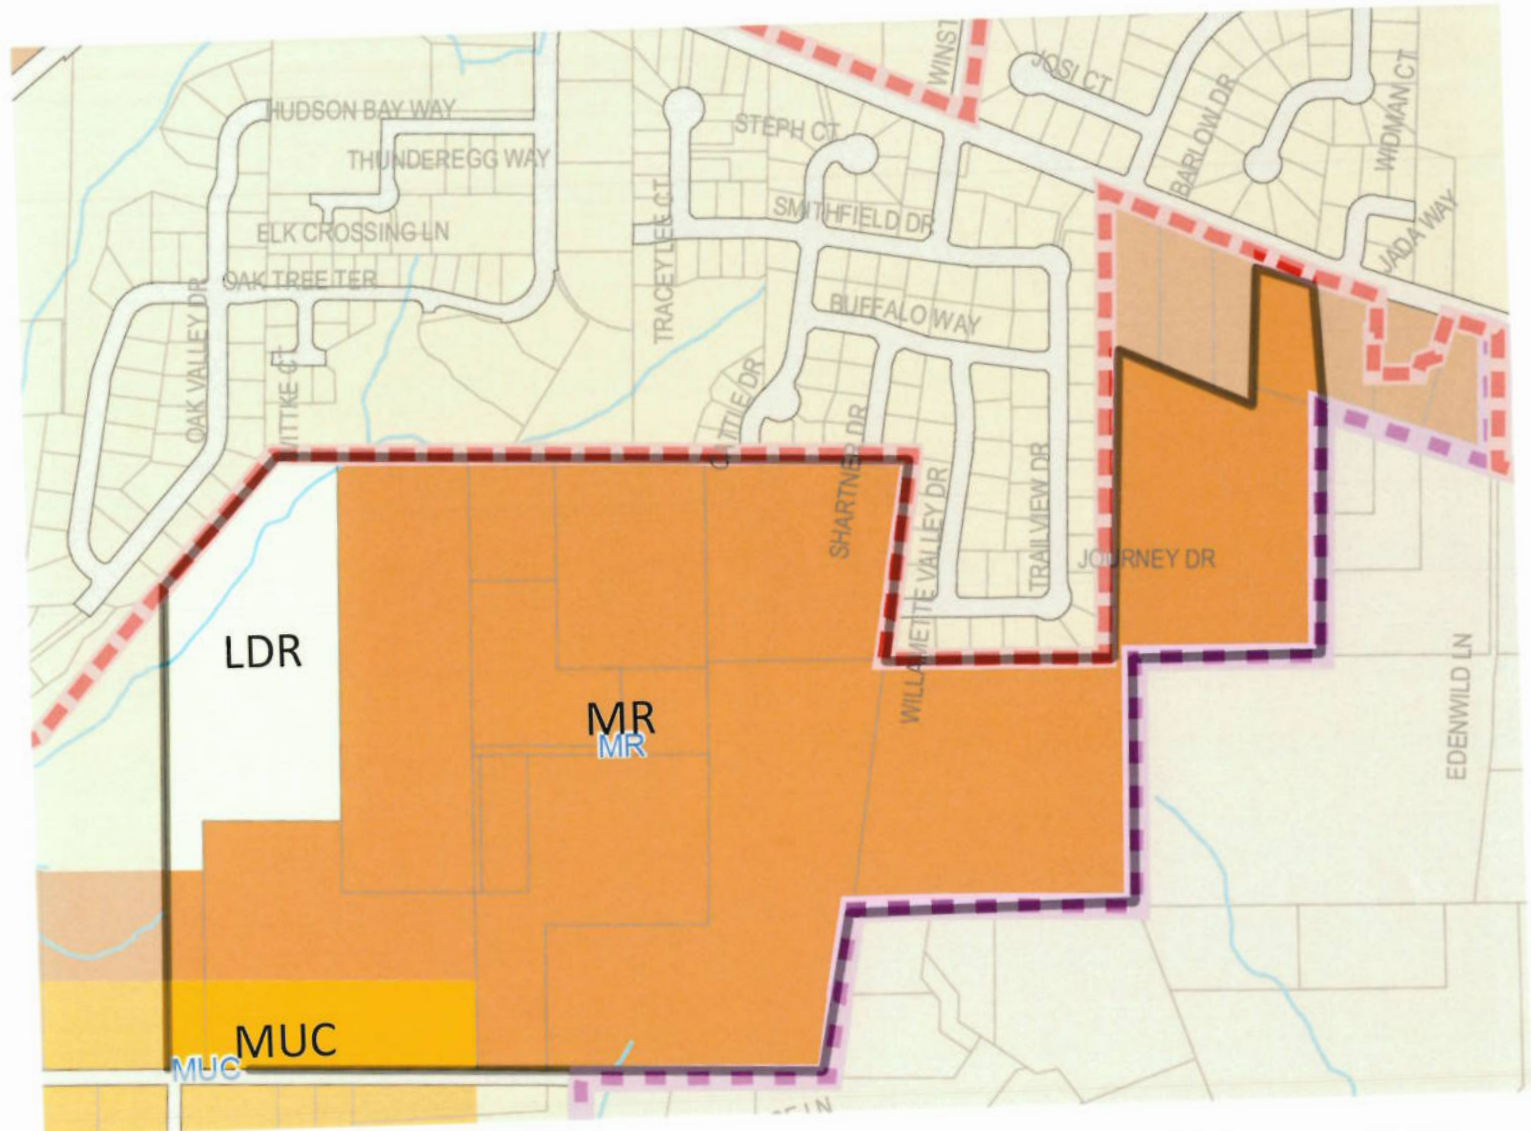 WINST
JOSI CT
HUDSON BAY WAY
STEPH CT
BARLOW DR
WIDMAN CT
THUNDEREGG WAY
ELK CROSSING LN
TRACEY LEE CT
SMITHFIELD DR
JADA WAY
OAK TREE TER
OAK VALLEY DR
BUFFALO WAY
WITTKE CT
SHARTNER DR
WILLAMETTE VALLEY DR
TRAILVIEW DR
JOURNEY DR
LDR
MR
MR
EDENWILD LN
MUC
MUC